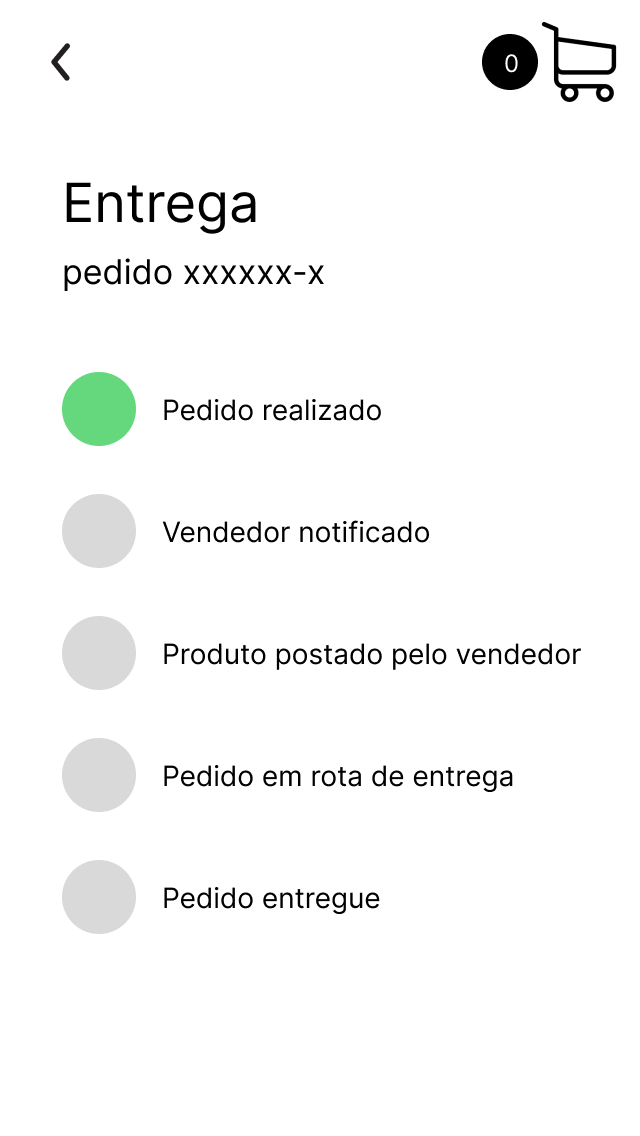 0
Entrega
pedido xxxxxx-x
Pedido realizado
Vendedor notificado
Produto postado pelo vendedor
Pedido em rota de entrega
Pedido entregue